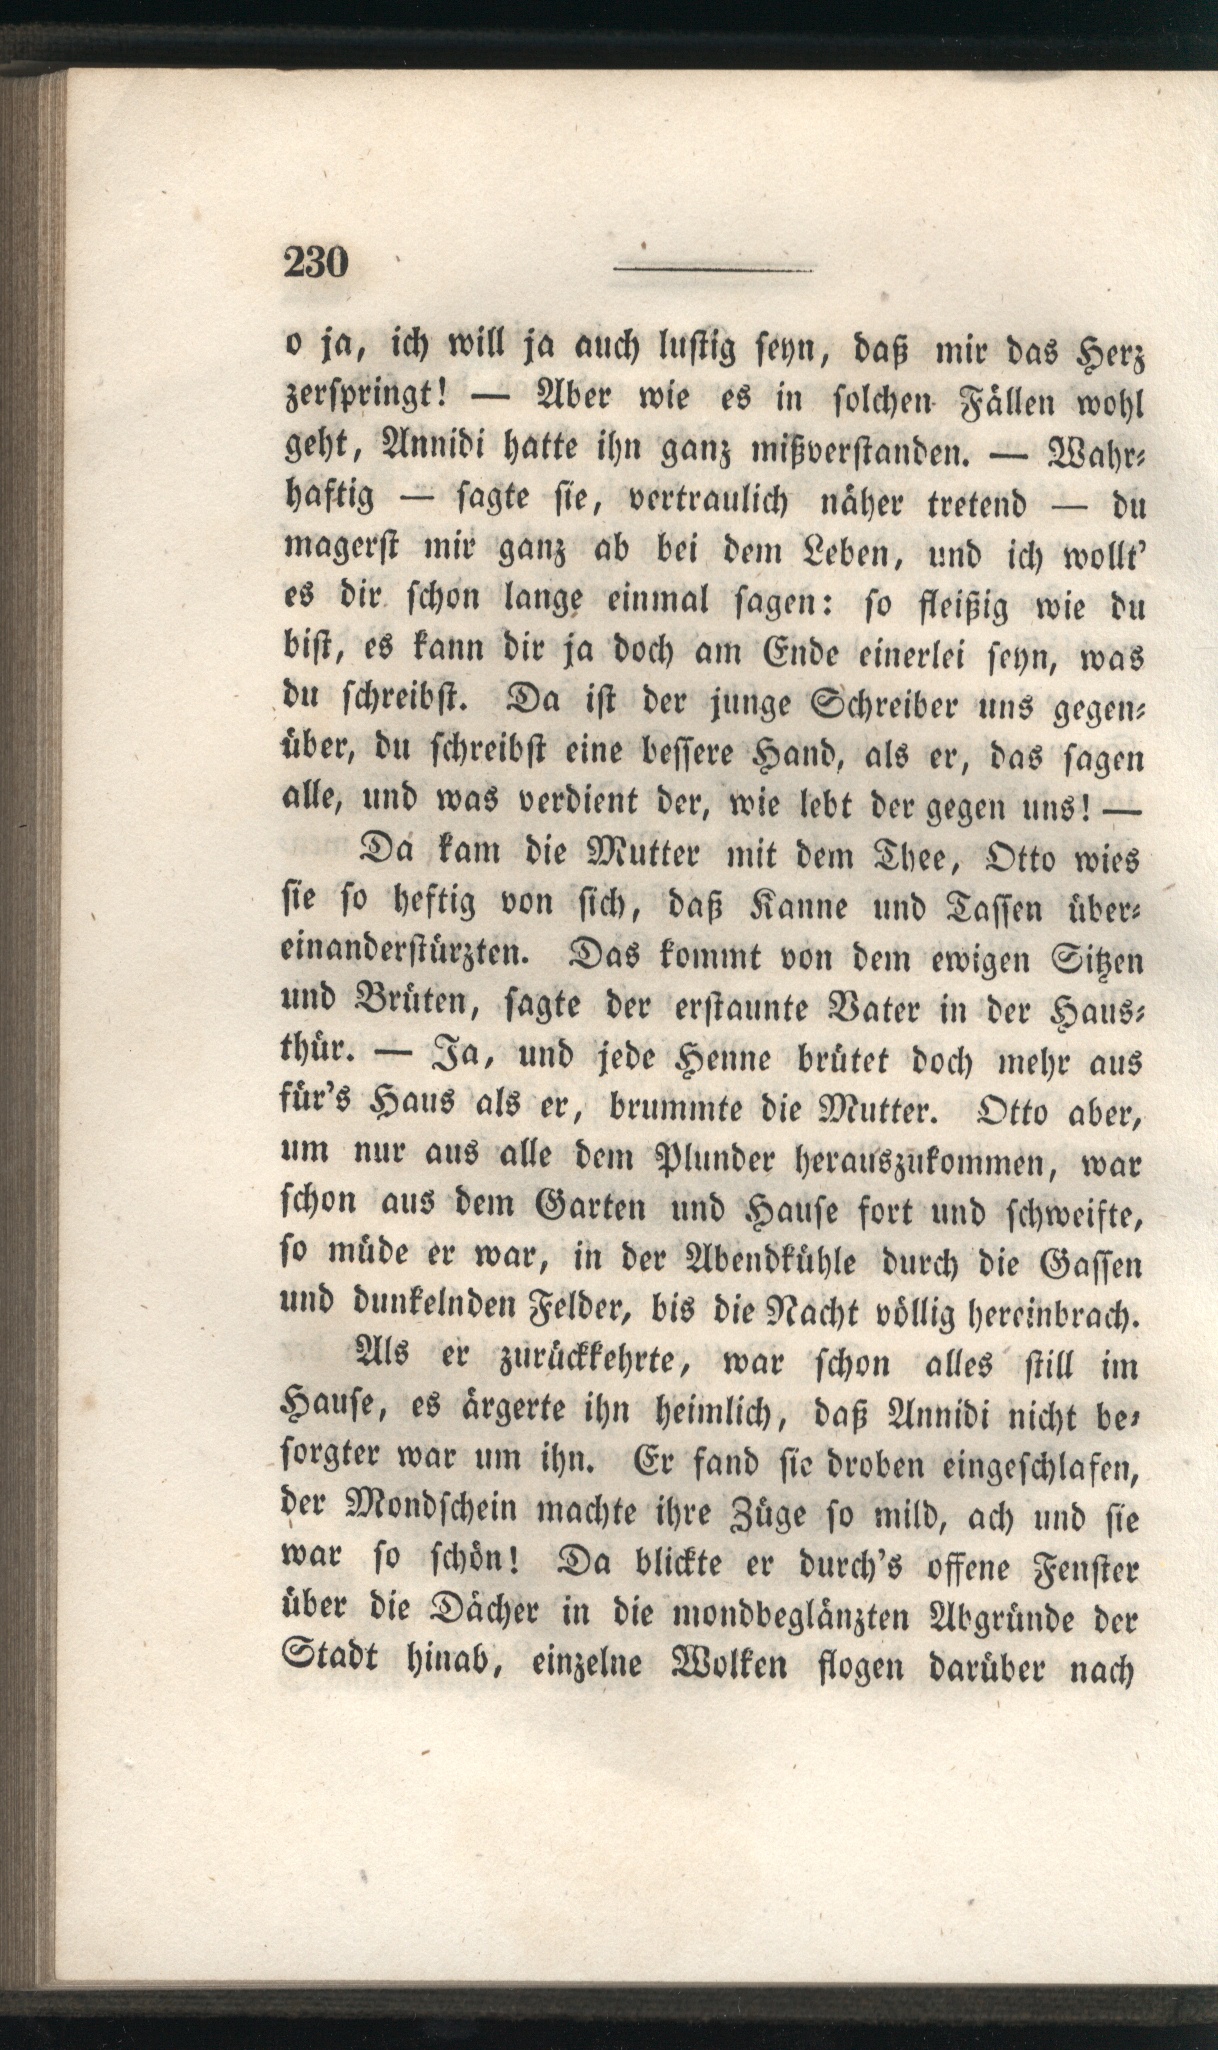 230
o ja, ich will ja auch lustig seyn, daß mir das Herz
zerspringt! — Aber wie es in solchen Fällen wohl
geht, Annidi hatte ihn ganz mißverstanden. — Wahr-
haftig — sagte sie, vertraulich näher tretend — du
magerst mir ganz ab bei dem Leben, und ich wollt'
es dir schon lange einmal sagen: so fleißig wie du
bist, es kann dir ja doch am Ende einerlei seyn, was
du schreibst. Da ist der junge Schreiber uns gegen-
über, du schreibst eine bessere Hand, als er, das sagen
alle, und was verdient der, wie lebt der gegen uns! —
Da kam die Mutter mit dem Thee, Otto wies
sie so heftig von sich, daß Kanne und Tassen über-
einanderstürzten. Das kommt von dem ewigen Sitzen
und Brüten, sagte der erstaunte Vater in der Haus-
thür. — Ja, und jede Henne brütet doch mehr aus
für's Haus als er, brummte die Mutter. Otto aber,
um nur aus alle dem Plunder herauszukommen, war
schon aus dem Garten und Hause fort und schweifte,
so müde er war, in der Abendkühle durch die Gassen
und dunkelnden Felder, bis die Nacht völlig hereinbrach.
Als er zurückkehrte, war schon alles still im
Hause, es ärgerte ihn heimlich, daß Annidi nicht be-
sorgter war um ihn. Er fand sie droben eingeschlafen,
der Mondschein machte ihre Züge so mild, ach und sie
war so schön! Da blickte er durch's offene Fenster
über die Dächer in die mondbeglänzten Abgründe der
Stadt hinab, einzelne Wolken flogen darüber nach